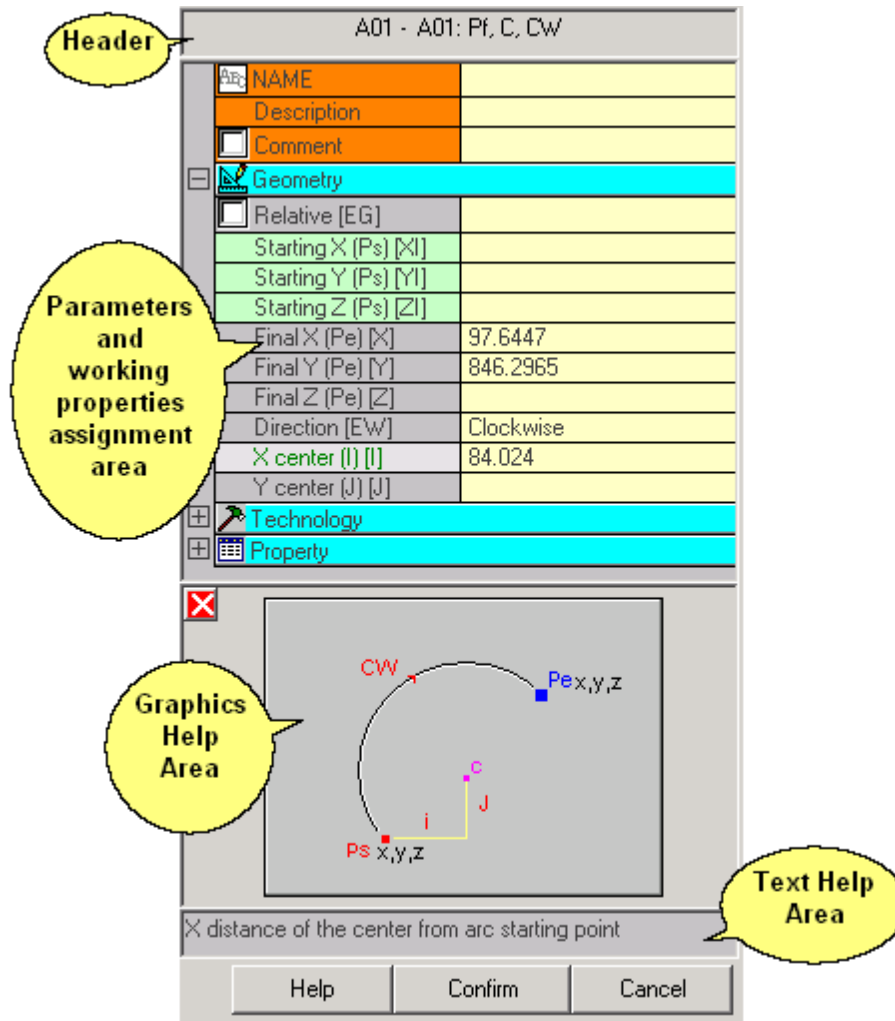 Header
A01 - A01: Pf, C, CW
ABC NAME
Description
Comment
Geometry
Relative [EG]
Starting X (Ps) [XI]
Starting Y (Ps) [YI]
Starting Z (Ps) [ZI]
Parameters
and
working
properties
assignment
area
Final X (Pe) [X] 97.6447
Final Y (Pe) [Y] 846.2965
Final Z (Pe) [Z]
Direction [EW] Clockwise
X center (I) [I] 84.024
Y center (J) [J]
Technology
Property
Graphics
Help
Area
CW
Pe x,y,z
c
J
i
Ps x,y,z
Text Help
Area
X distance of the center from arc starting point
Help Confirm Cancel